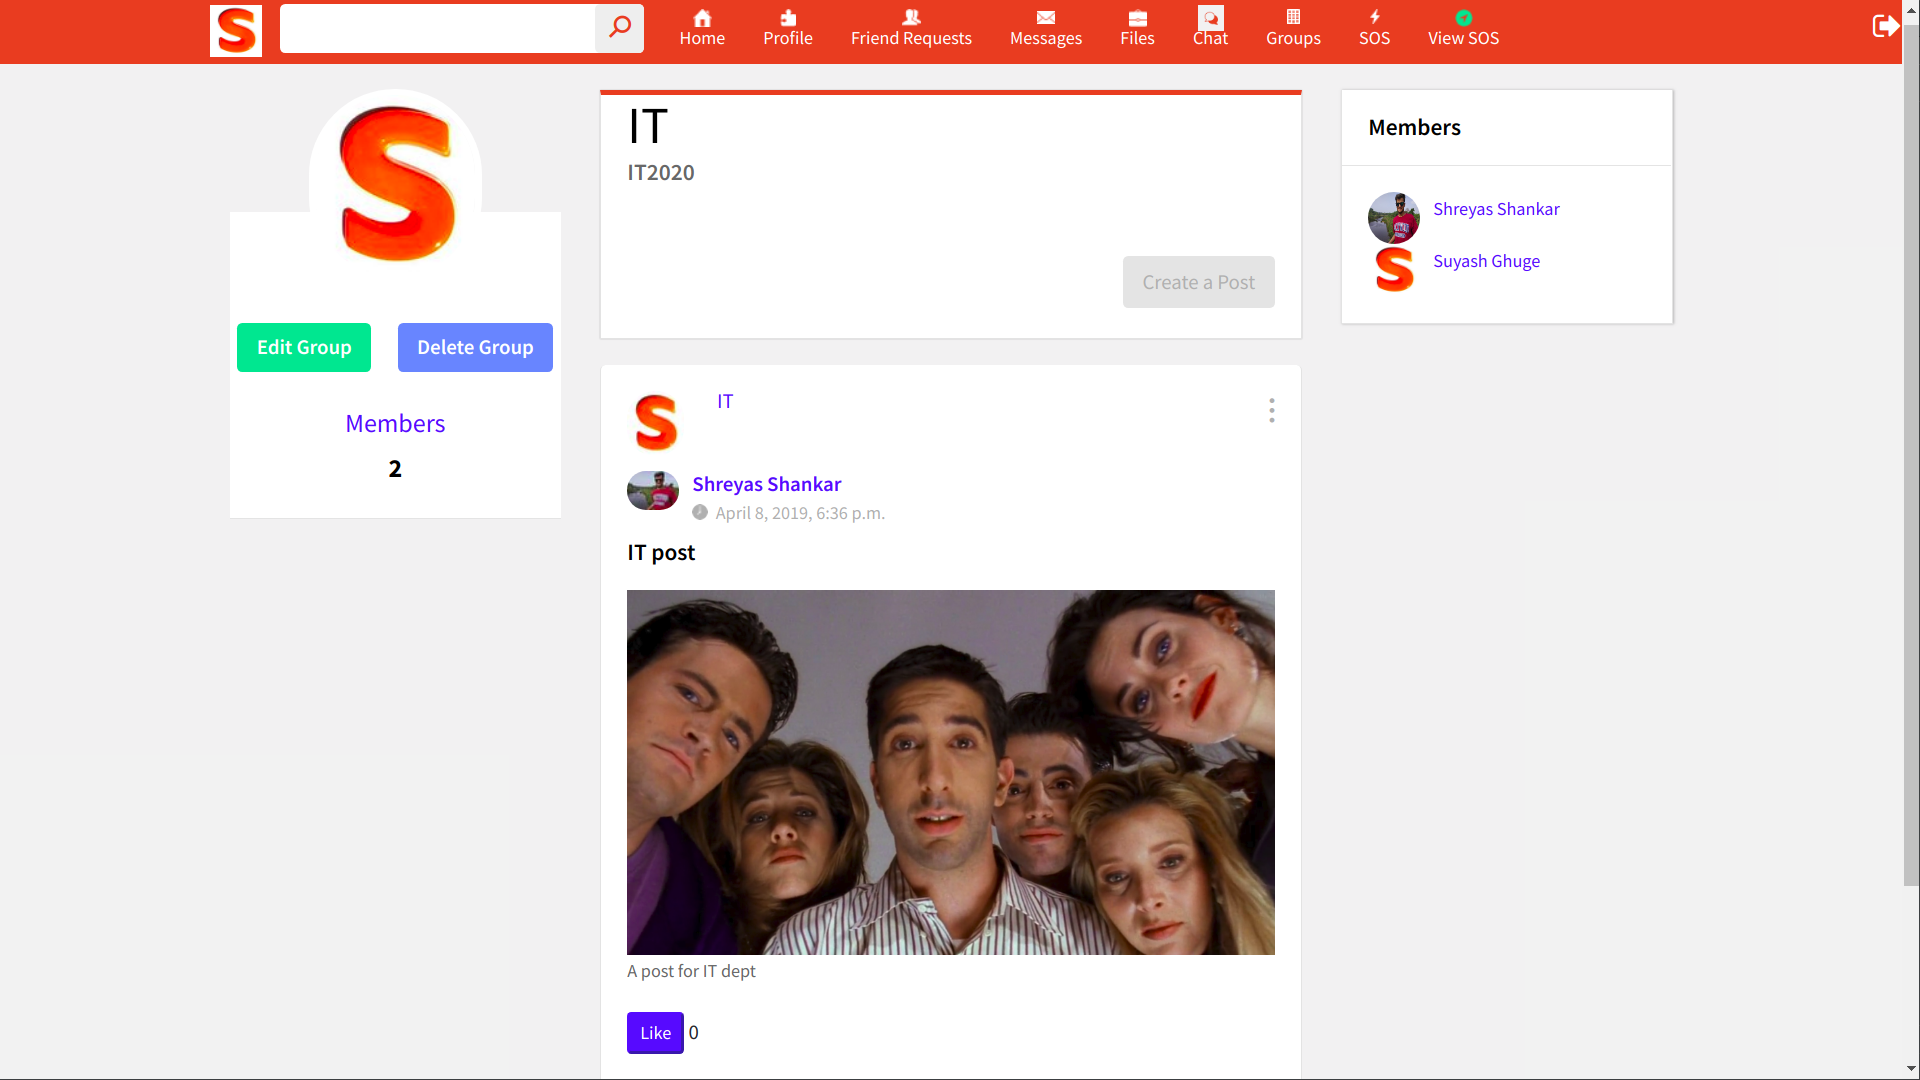 S
Home
Profile
Friend Requests
Messages
Files
Chat
Groups
SOS
View SOS
S
Edit Group
Delete Group
Members
2
IT
IT2020
Create a Post
S
IT
Shreyas Shankar
April 8, 2019, 6:36 p.m.
IT post
A post for IT dept
Like 0
Members
Shreyas Shankar
S
Suyash Ghuge